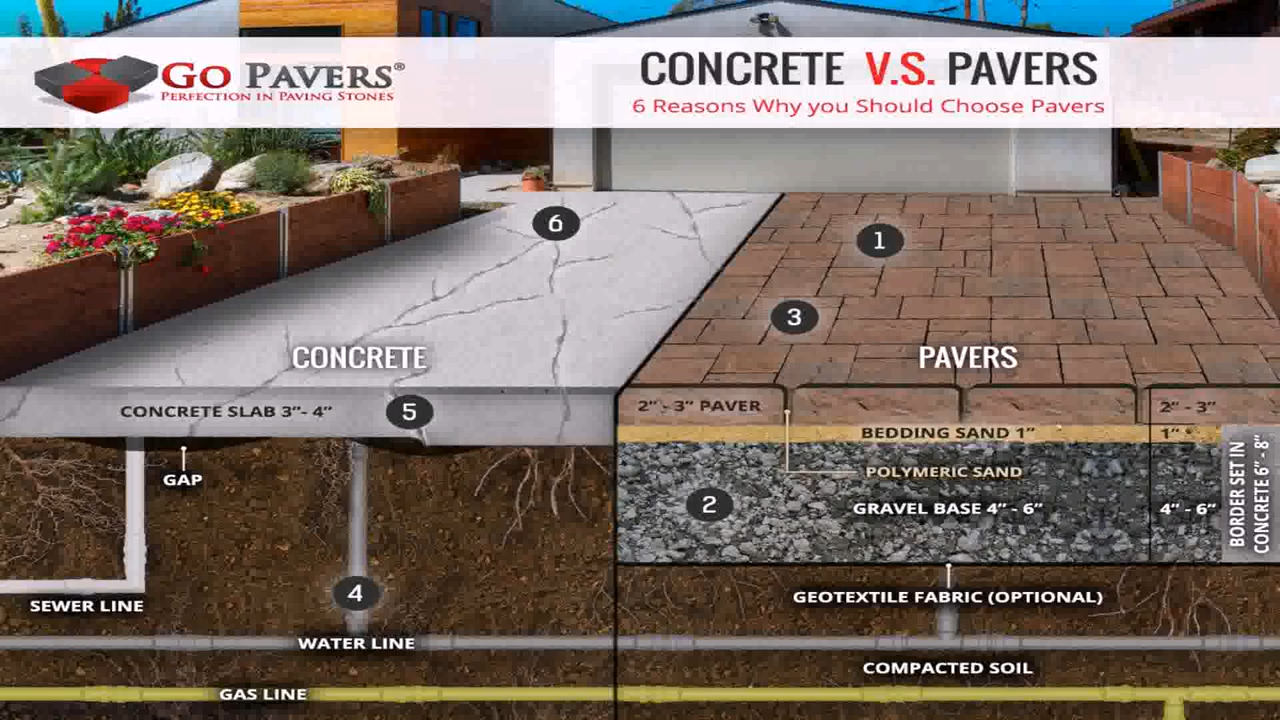 GO PAVERS®
PERFECTION IN PAVING STONES
CONCRETE V.S. PAVERS
6 Reasons Why you Should Choose Pavers
6
1
3
CONCRETE
PAVERS
CONCRETE SLAB 3”- 4”
5
2” - 3” PAVER
2” - 3”
BEDDING SAND 1”
1”
GAP
POLYMERIC SAND
2
GRAVEL BASE 4” - 6”
4” - 6”
BORDER SET IN
CONCRETE 6” - 8”
4
SEWER LINE
GEOTEXTILE FABRIC (OPTIONAL)
WATER LINE
COMPACTED SOIL
GAS LINE